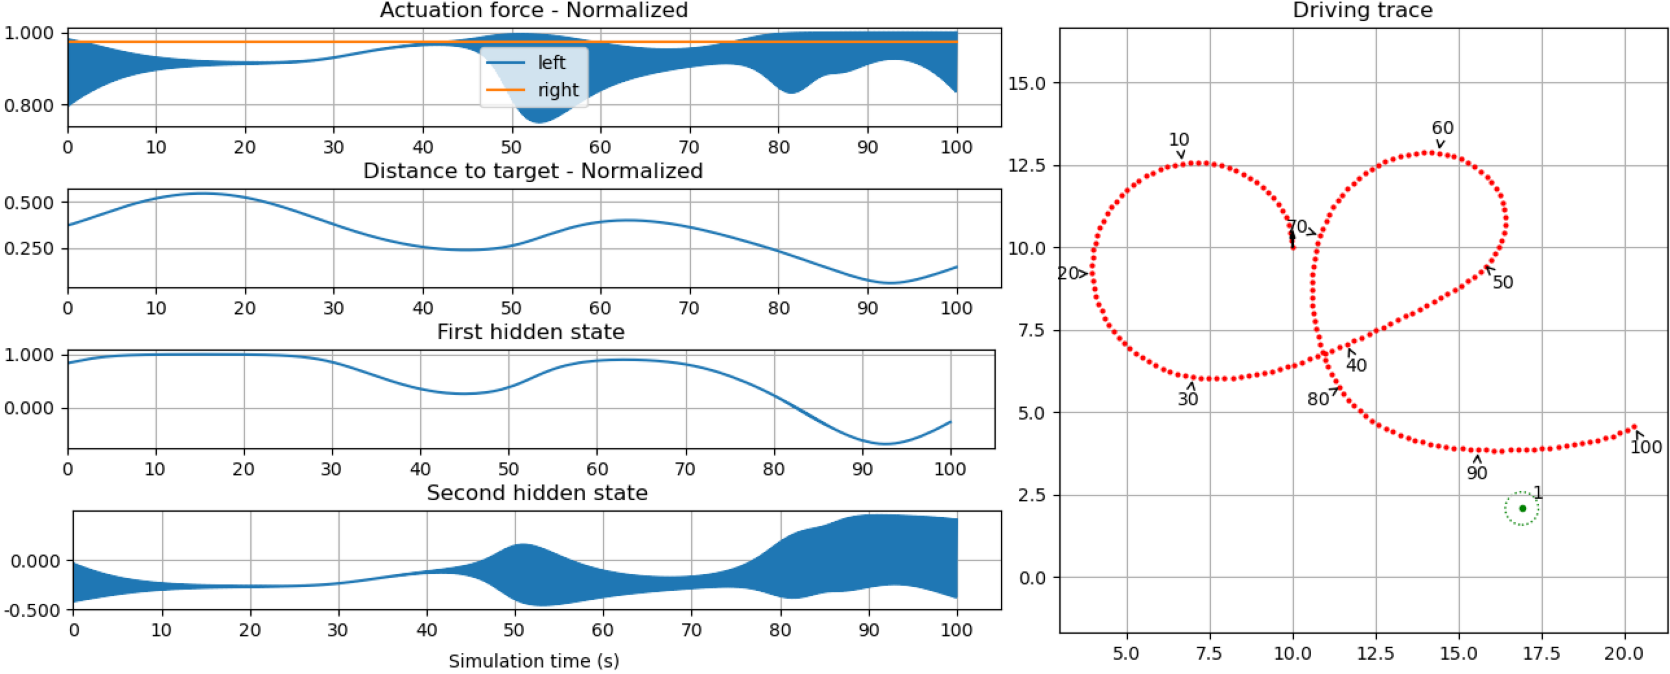 Actuation force - Normalized
1.000
0.800
left
right
0 10 20 30 40 50 60 70 80 90 100
Distance to target - Normalized
0.500
0.250
0 10 20 30 40 50 60 70 80 90 100
First hidden state
1.000
0.000
0 10 20 30 40 50 60 70 80 90 100
Second hidden state
0.000
-0.500
0 10 20 30 40 50 60 70 80 90 100
Simulation time (s)
Driving trace
15.0
12.5
10.0
7.5
5.0
2.5
0.0
10
60
70
20
50
40
30
80
100
90
1
5.0 7.5 10.0 12.5 15.0 17.5 20.0